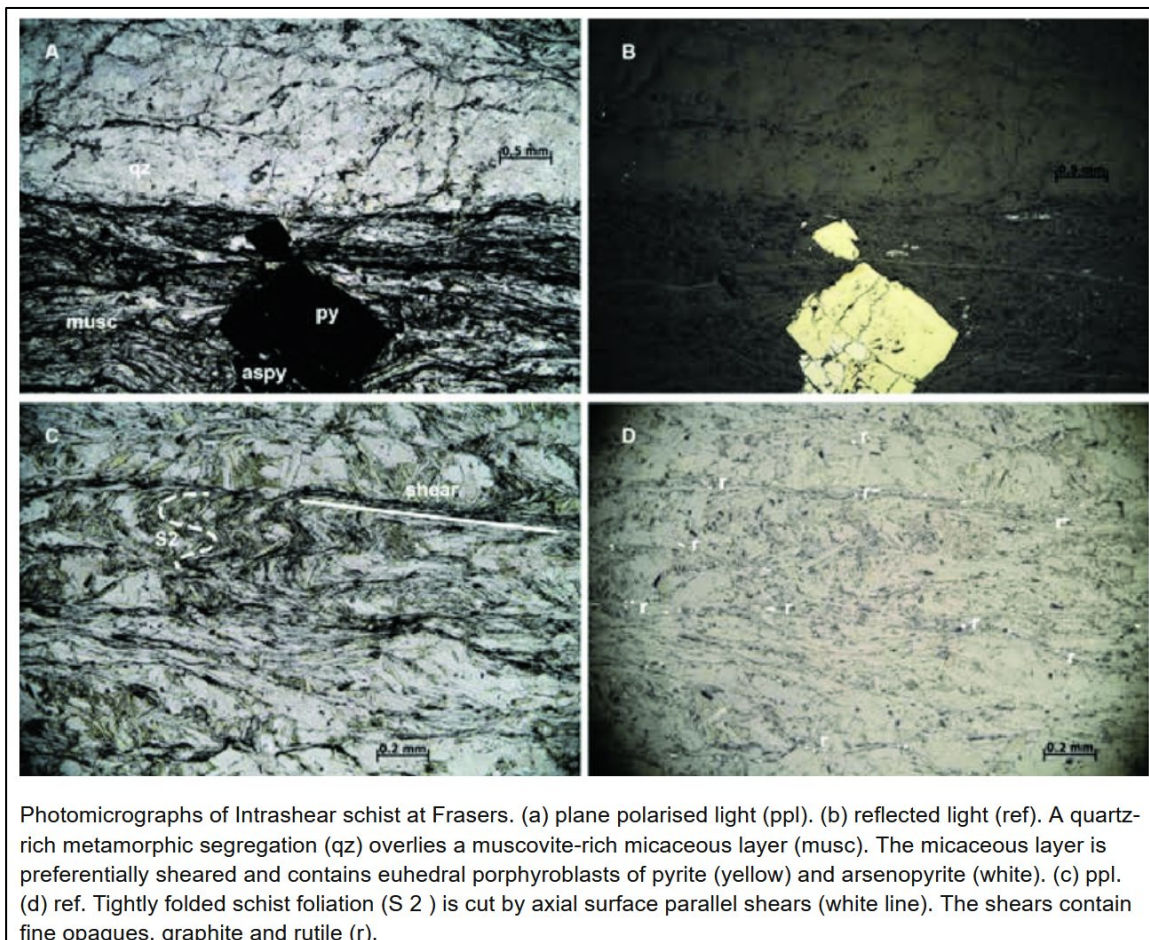 A
B
0.5 mm
qz
0.5 mm
musc
py
aspy
C
D
r
shear
r
r
r
S2
r
r
r
r
r
r
0.2 mm
0.2 mm
Photomicrographs of Intrashear schist at Frasers. (a) plane polarised light (ppl). (b) reflected light (ref). A quartz-
rich metamorphic segregation (qz) overlies a muscovite-rich micaceous layer (musc). The micaceous layer is
preferentially sheared and contains euhedral porphyroblasts of pyrite (yellow) and arsenopyrite (white). (c) ppl.
(d) ref. Tightly folded schist foliation (S 2 ) is cut by axial surface parallel shears (white line). The shears contain
fine opaques, graphite and rutile (r).